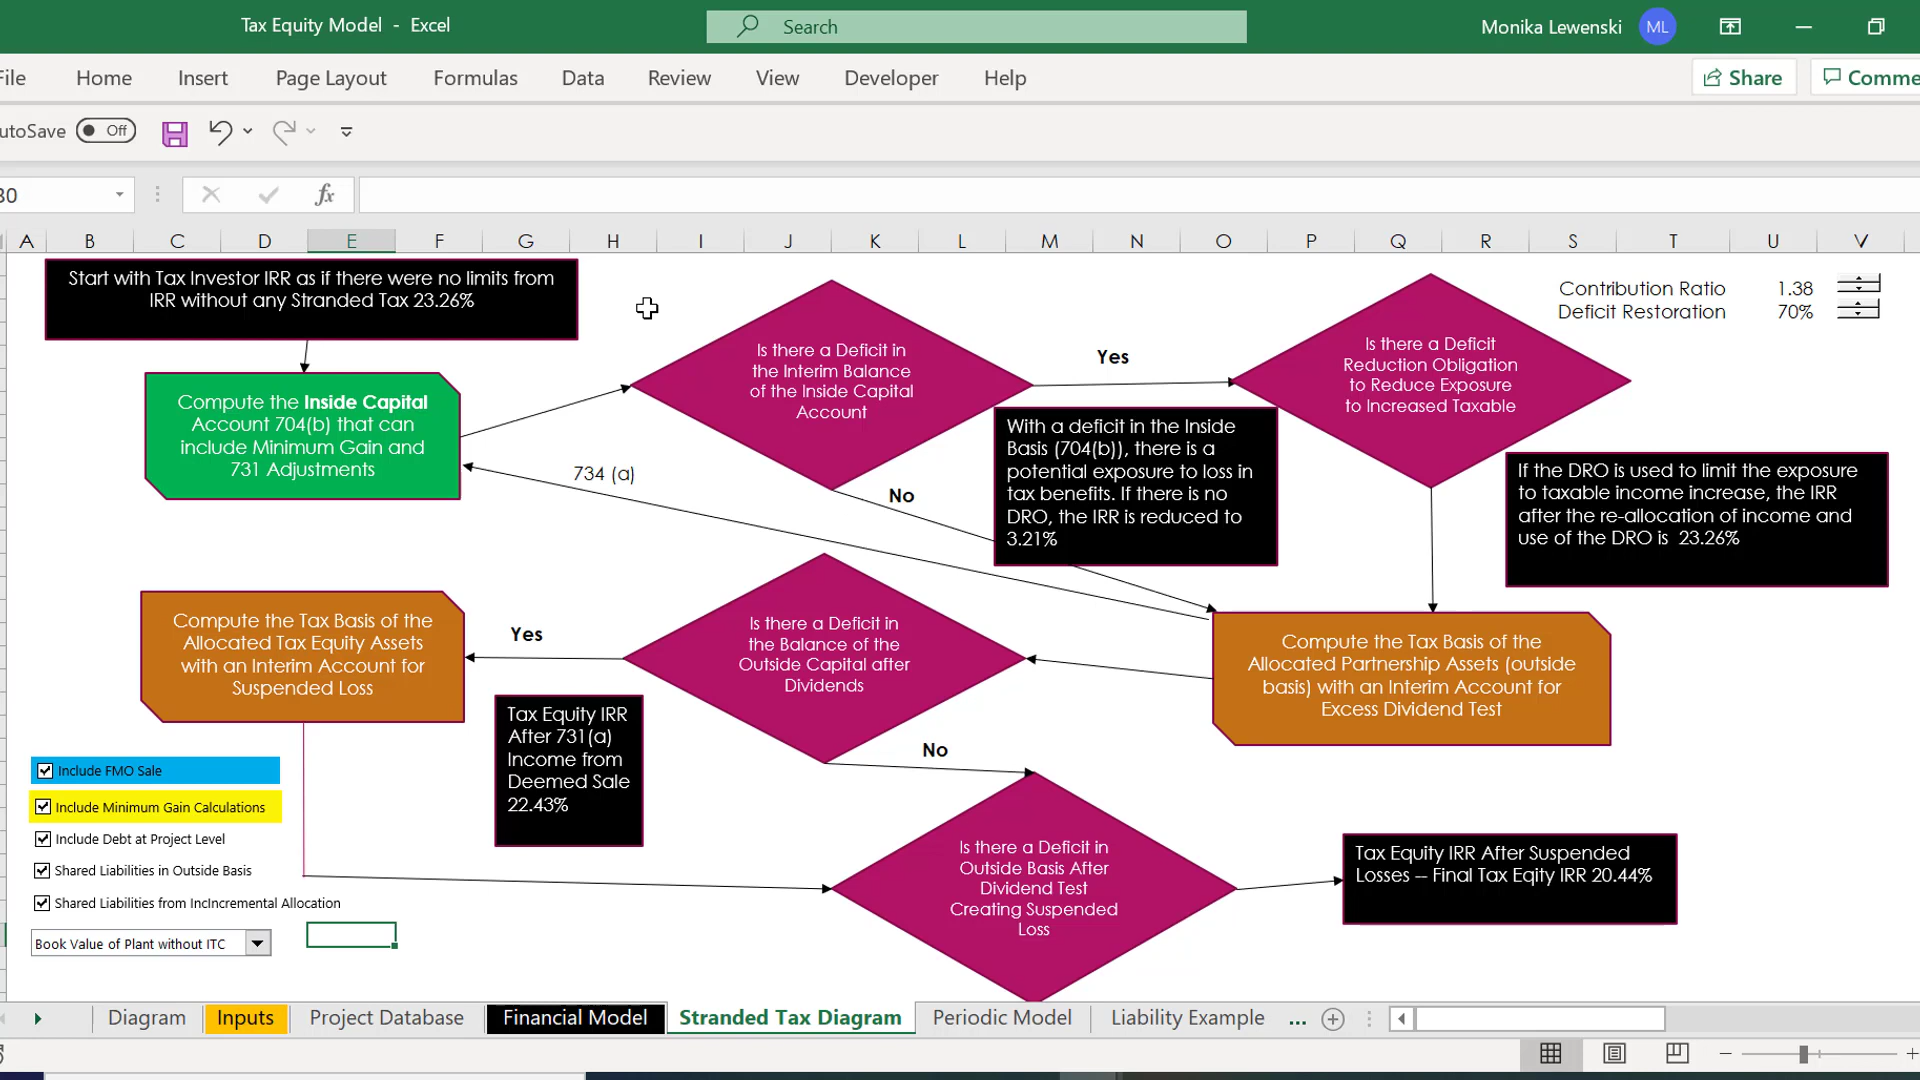 Tax Equity Model - Excel
Search
Monika Lewenski
ML
File Home Insert Page Layout Formulas Data Review View Developer Help
Share
Comme
utoSave
Off
30
fx
A B C D E F G H I J K L M N O P Q R S T U V
Start with Tax Investor IRR as if there were no limits from
IRR without any Stranded Tax 23.26%
Compute the Inside Capital
Account 704(b) that can
include Minimum Gain and
731 Adjustments
Is there a Deficit in
the Interim Balance
of the Inside Capital
Account
Yes
Is there a Deficit
Reduction Obligation
to Reduce Exposure
to Increased Taxable
Contribution Ratio 1.38
Deficit Restoration 70%
734 (a)
No
With a deficit in the Inside
Basis (704(b)), there is a
potential exposure to loss in
tax benefits. If there is no
DRO, the IRR is reduced to
3.21%
If the DRO is used to limit the exposure
to taxable income increase, the IRR
after the re-allocation of income and
use of the DRO is 23.26%
Compute the Tax Basis of the
Allocated Tax Equity Assets
with an Interim Account for
Suspended Loss
Yes
Is there a Deficit in
the Balance of the
Outside Capital after
Dividends
Compute the Tax Basis of the
Allocated Partnership Assets (outside
basis) with an Interim Account for
Excess Dividend Test
Tax Equity IRR
After 731(a)
Income from
Deemed Sale
22.43%
No
Include FMO Sale
Include Minimum Gain Calculations
Include Debt at Project Level
Shared Liabilities in Outside Basis
Shared Liabilities from IncIncremental Allocation
Book Value of Plant without ITC
Is there a Deficit in
Outside Basis After
Dividend Test
Creating Suspended
Loss
Tax Equity IRR After Suspended
Losses -- Final Tax Eqity IRR 20.44%
Diagram Inputs Project Database Financial Model Stranded Tax Diagram Periodic Model Liability Example ...